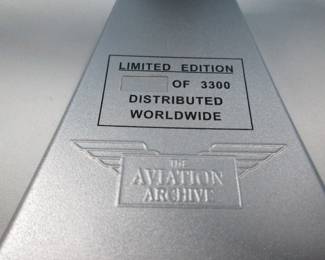 LIMITED EDITION
OF 3300
DISTRIBUTED
WORLDWIDE
THE
AVIATION
ARCHIVE